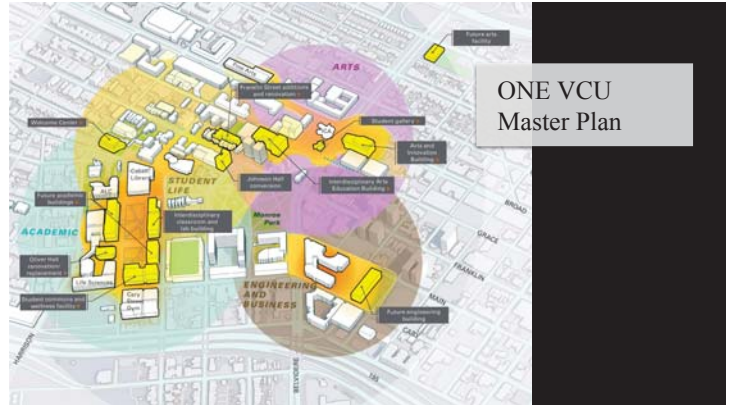 ONE VCU
Master Plan
Future arts
facility
ARTS
Fine Arts
Franklin Street additions
and renovation
Student gallery
ICA
Welcome Center
Arts and
Innovation
Building
Cabell
Library
STUDENT
LIFE
Johnson Hall
conversion
Interdisciplinary Arts
Education Building
BROAD
ALC
Future academic
buildings
Interdisciplinary
classroom and
lab building
Monroe
Park
GRACE
ACADEMIC
FRANKLIN
Oliver Hall
renovation/
replacement
Life Sciences
ENGINEERING
AND
BUSINESS
MAIN
Student commons and
wellness facility
Cary
Street
Gym
Future engineering
building
CARY
HARRISON
BELVIDERE
195